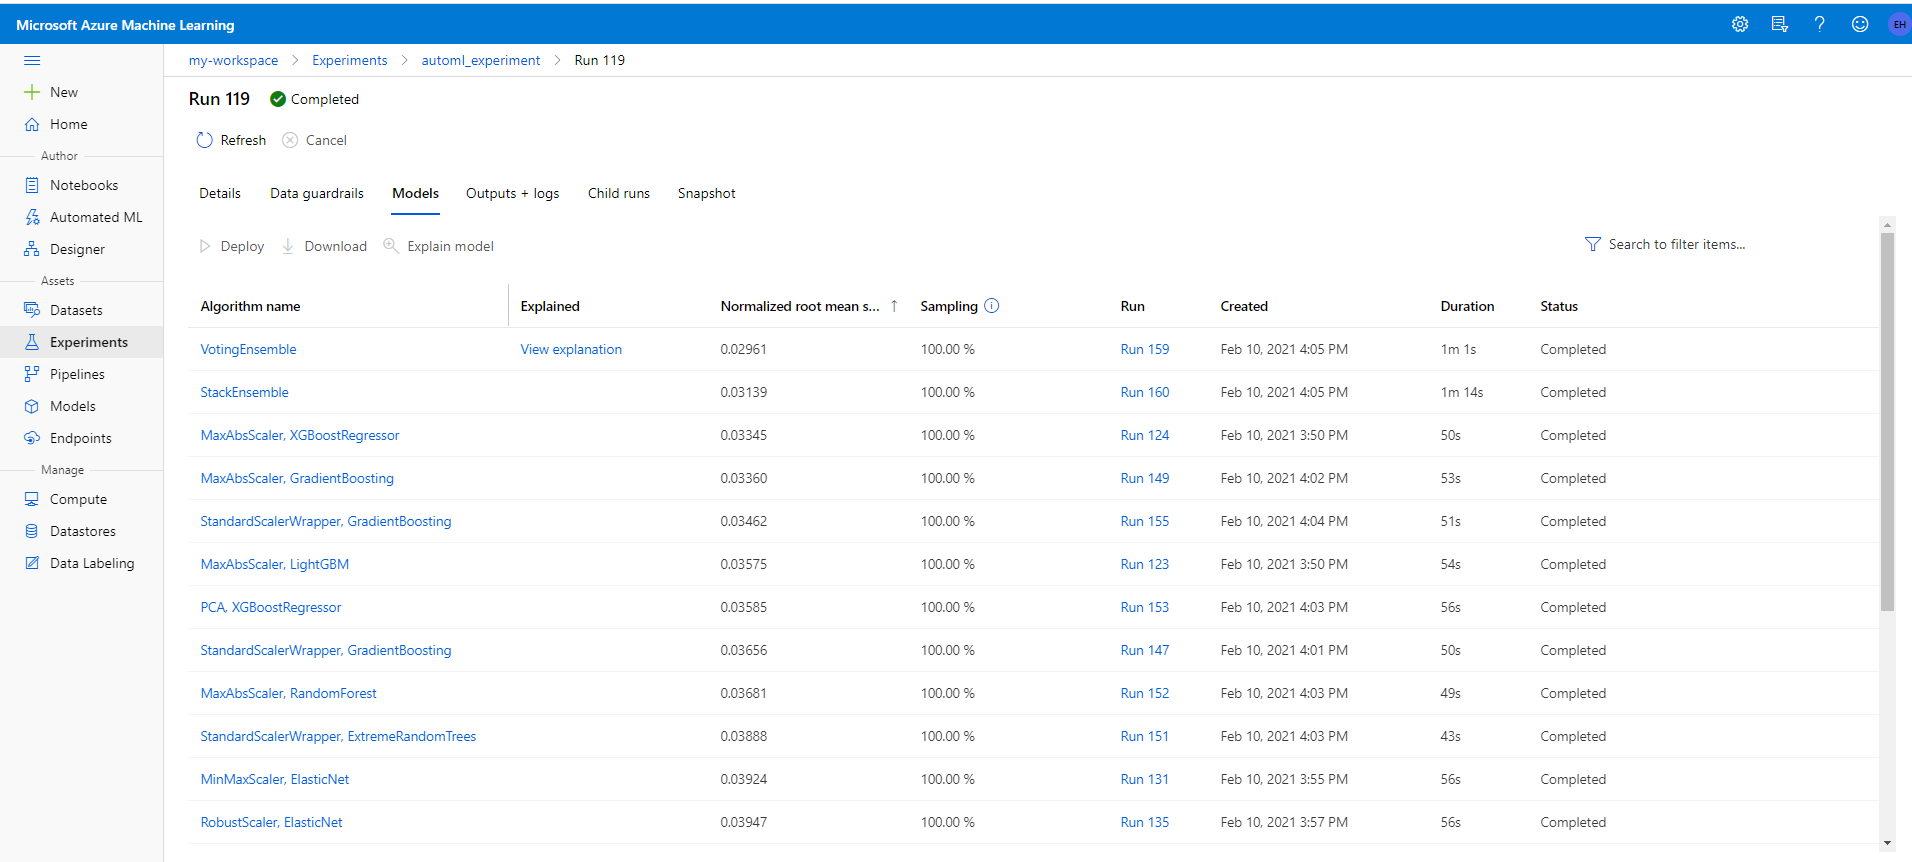 Microsoft Azure Machine Learning
EH
my-workspace > Experiments > automl_experiment > Run 119
Run 119 Completed
Refresh Cancel
Details Data guardrails Models Outputs + logs Child runs Snapshot
Deploy Download Explain model Search to filter items...
New
Home
Author
Notebooks
Automated ML
Designer
Assets
Datasets
Experiments
Pipelines
Models
Endpoints
Manage
Compute
Datastores
Data Labeling
Algorithm name Explained Normalized root mean s... ↑ Sampling Run Created Duration Status
VotingEnsemble View explanation 0.02961 100.00 % Run 159 Feb 10, 2021 4:05 PM 1m 1s Completed
StackEnsemble 0.03139 100.00 % Run 160 Feb 10, 2021 4:05 PM 1m 14s Completed
MaxAbsScaler, XGBoostRegressor 0.03345 100.00 % Run 124 Feb 10, 2021 3:50 PM 50s Completed
MaxAbsScaler, GradientBoosting 0.03360 100.00 % Run 149 Feb 10, 2021 4:02 PM 53s Completed
StandardScalerWrapper, GradientBoosting 0.03462 100.00 % Run 155 Feb 10, 2021 4:04 PM 51s Completed
MaxAbsScaler, LightGBM 0.03575 100.00 % Run 123 Feb 10, 2021 3:50 PM 54s Completed
PCA, XGBoostRegressor 0.03585 100.00 % Run 153 Feb 10, 2021 4:03 PM 56s Completed
StandardScalerWrapper, GradientBoosting 0.03656 100.00 % Run 147 Feb 10, 2021 4:01 PM 50s Completed
MaxAbsScaler, RandomForest 0.03681 100.00 % Run 152 Feb 10, 2021 4:03 PM 49s Completed
StandardScalerWrapper, ExtremeRandomTrees 0.03888 100.00 % Run 151 Feb 10, 2021 4:03 PM 43s Completed
MinMaxScaler, ElasticNet 0.03924 100.00 % Run 131 Feb 10, 2021 3:55 PM 56s Completed
RobustScaler, ElasticNet 0.03947 100.00 % Run 135 Feb 10, 2021 3:57 PM 56s Completed